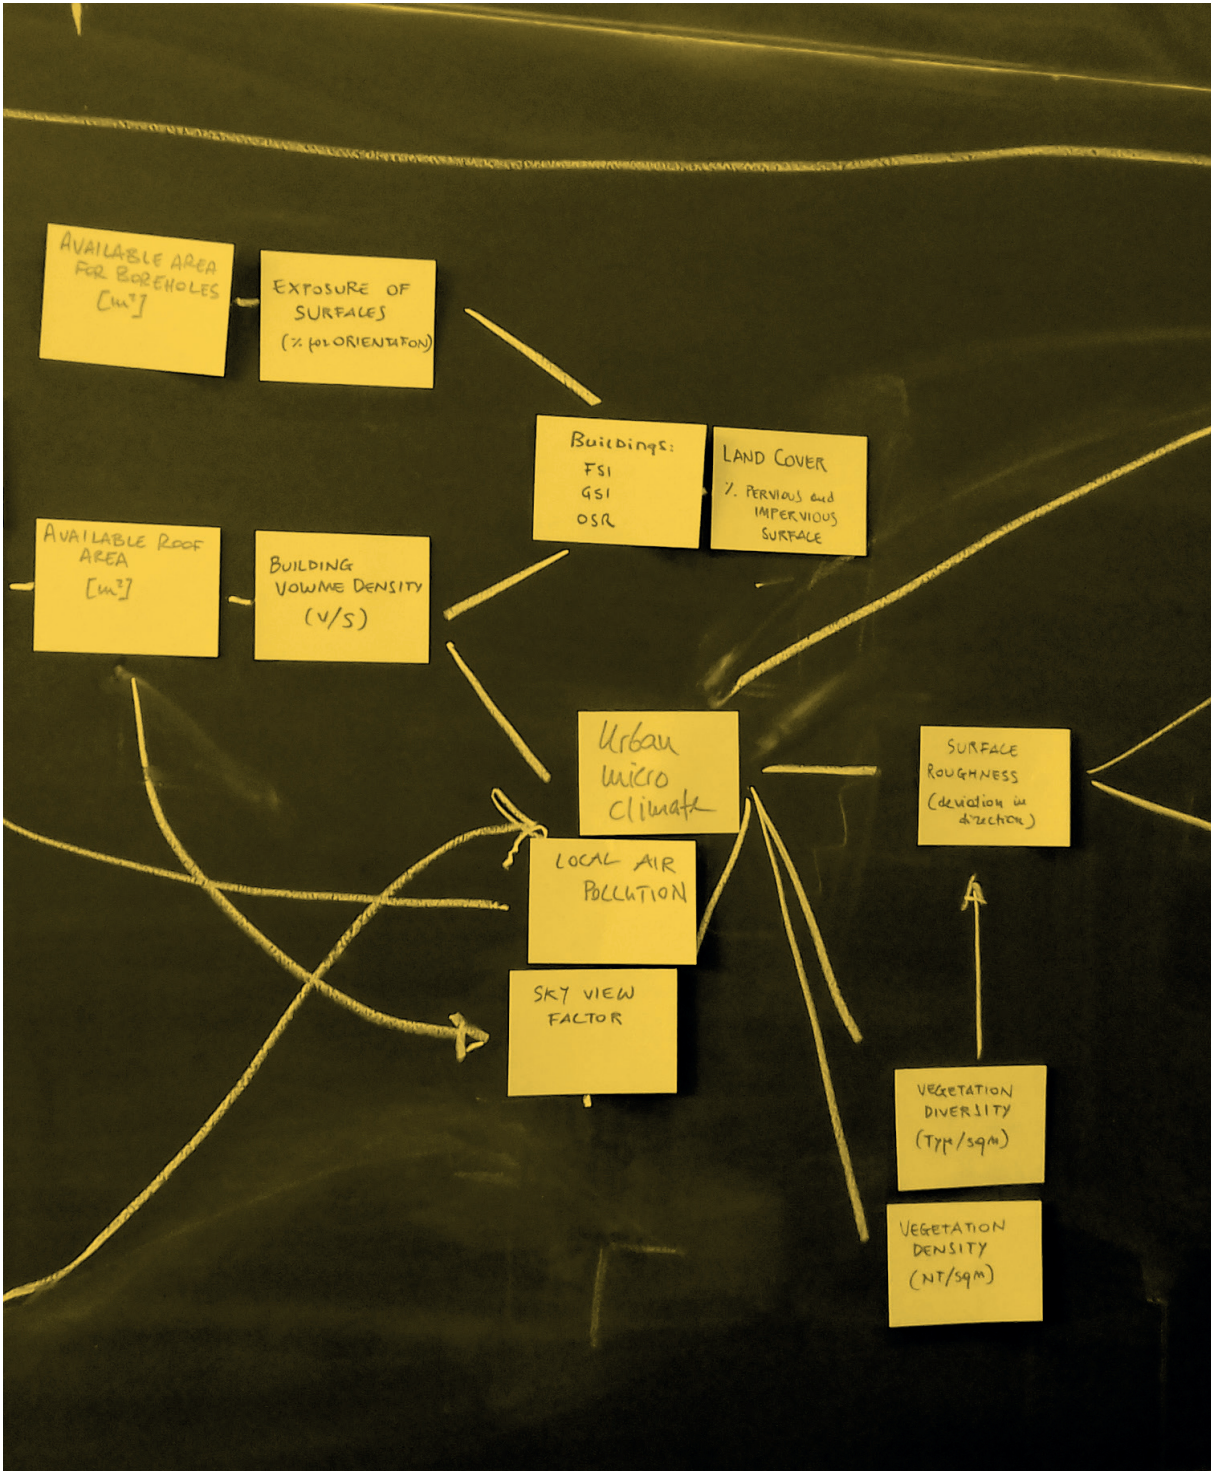 AVAILABLE AREA
FOR BOREHOLES
[m²]
EXPOSURE OF
SURFACES
(% for ORIENTATION)
Buildings:
FSI
GSI
OSR
LAND COVER
% PERVIOUS and
IMPERVIOUS
SURFACE
AVAILABLE ROOF
AREA
[m²]
BUILDING
VOLUME DENSITY
(V/S)
Urban
micro
climate
SURFACE
ROUGHNESS
(deviation in
direction)
LOCAL AIR
POLLUTION
SKY VIEW
FACTOR
VEGETATION
DIVERSITY
(Type/sqm)
VEGETATION
DENSITY
(NT/sqm)